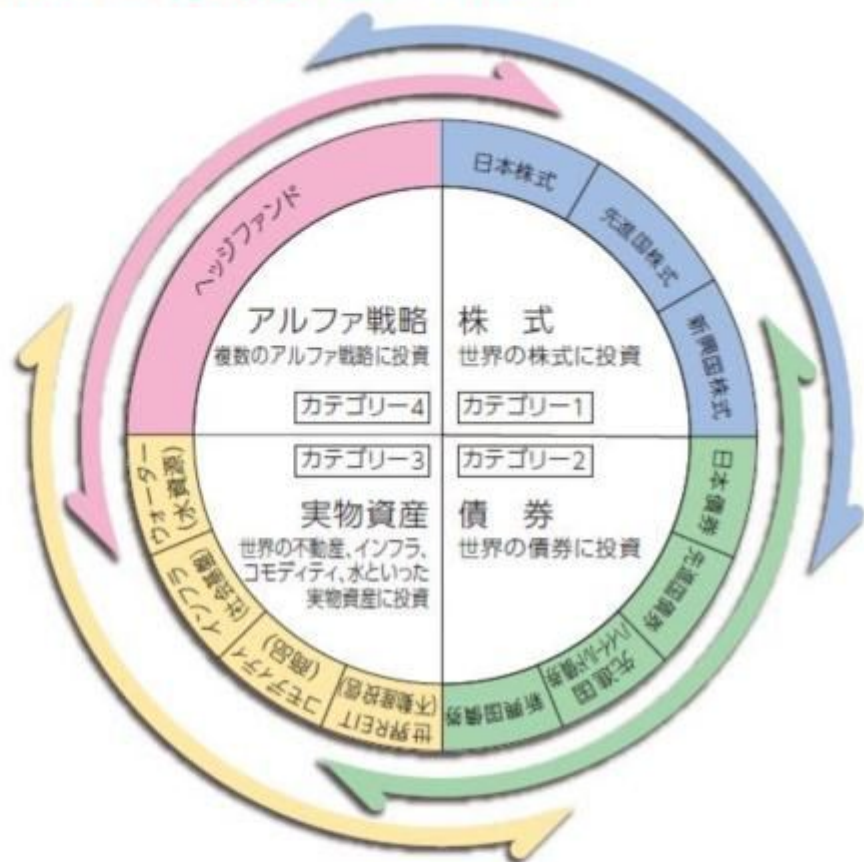 日本株式
先進国株式
新興国株式
日本債券
先進国債券
先進国
ハイイールド債券
新興国債券
世界REIT
(不動産投信)
コモディティ
(商品)
インフラ
(社会基盤)
ウォーター
(水資源)
ヘッジファンド
アルファ戦略
複数のアルファ戦略に投資
カテゴリー4
株 式
世界の株式に投資
カテゴリー1
カテゴリー3
実物資産
世界の不動産、インフラ、
コモディティ、水といった
実物資産に投資
カテゴリー2
債 券
世界の債券に投資